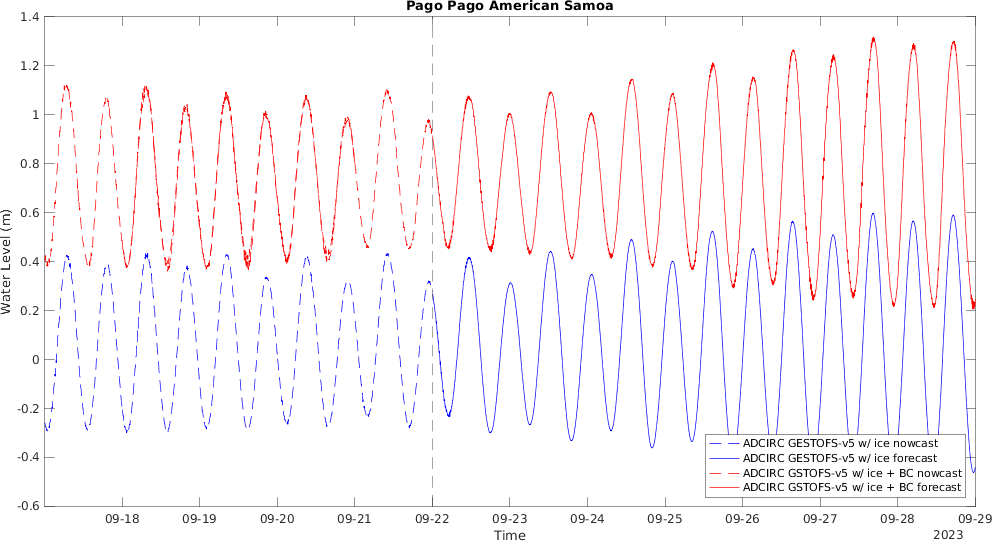 Pago Pago American Samoa
1.4
1.2
1
0.8
0.6
0.4
0.2
0
-0.2
-0.4
-0.6
Water Level (m)
ADCIRC GESTOFS-v5 w/ ice nowcast
ADCIRC GESTOFS-v5 w/ ice forecast
ADCIRC GSTOFS-v5 w/ ice + BC nowcast
ADCIRC GSTOFS-v5 w/ ice + BC forecast
09-18 09-19 09-20 09-21 09-22 09-23 09-24 09-25 09-26 09-27 09-28 09-29
Time
2023